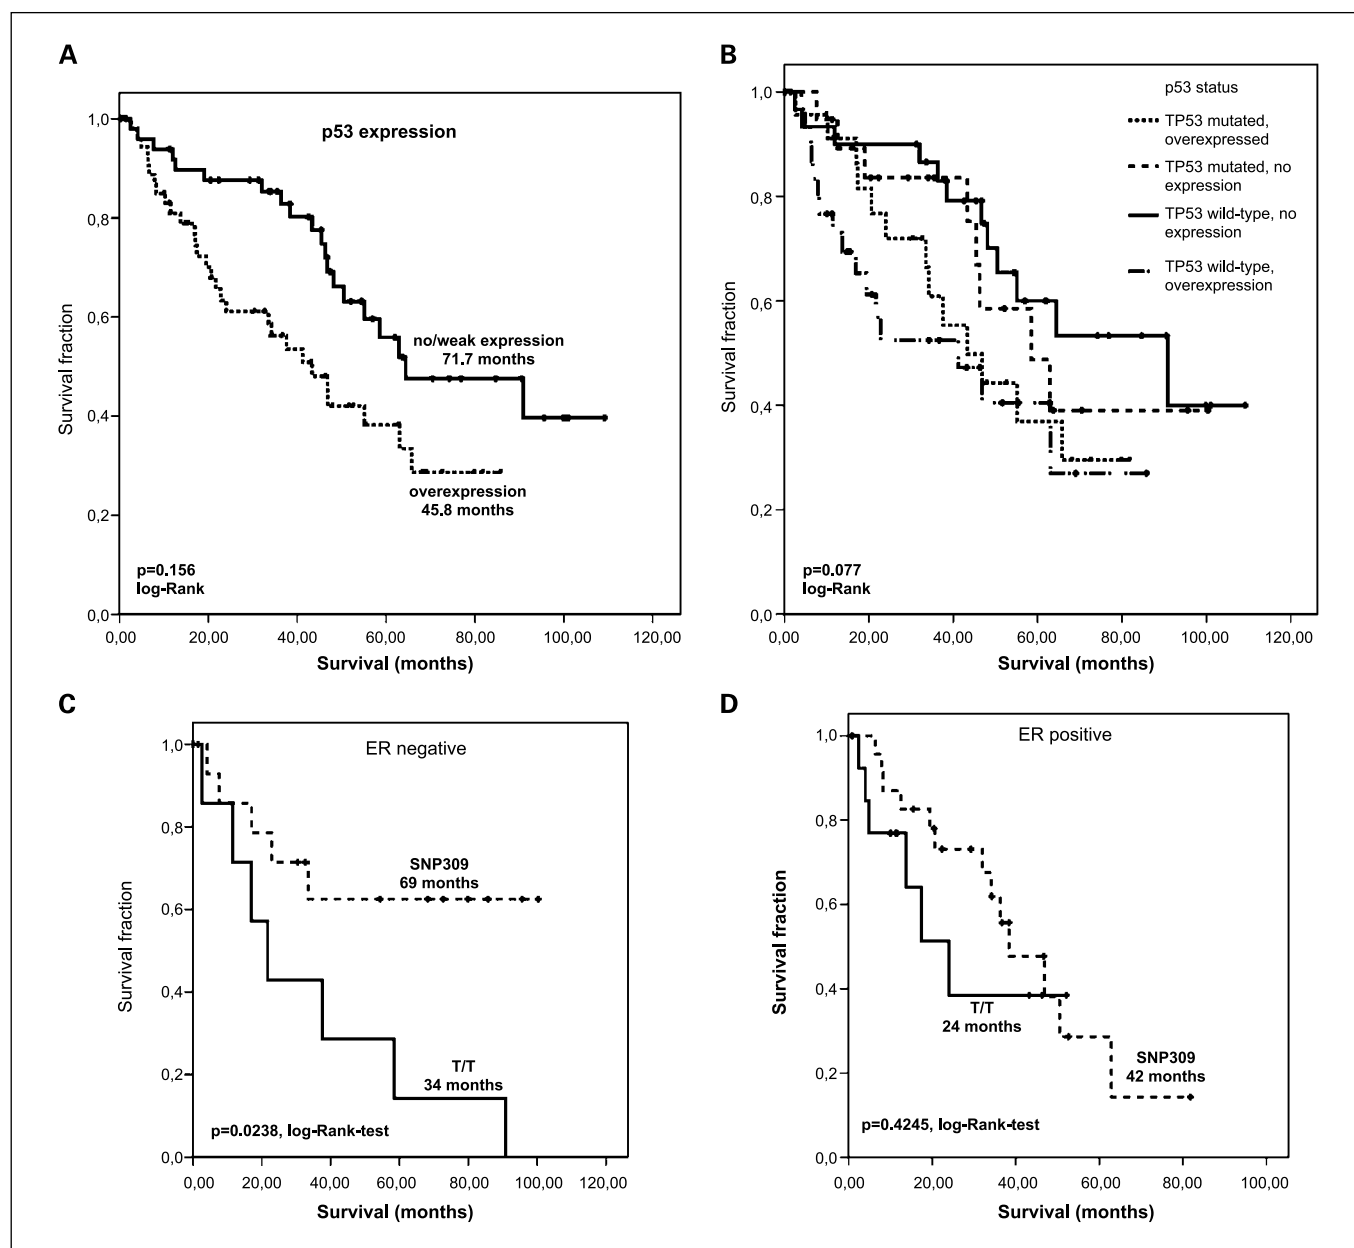 A
p53 expression
1,0
0,8
0,6
0,4
0,2
0,0
Survival fraction
no/weak expression
71.7 months
overexpression
45.8 months
p=0.156
log-Rank
0,00 20,00 40,00 60,00 80,00 100,00 120,00
Survival (months)
B
p53 status
TP53 mutated,
overexpressed
TP53 mutated, no
expression
TP53 wild-type, no
expression
TP53 wild-type,
overexpression
1,0
0,8
0,6
0,4
0,2
0,0
Survival fraction
p=0.077
log-Rank
0,00 20,00 40,00 60,00 80,00 100,00 120,00
Survival (months)
C
ER negative
1,0
0,8
0,6
0,4
0,2
0,0
Survival fraction
SNP309
69 months
T/T
34 months
p=0.0238, log-Rank-test
0,00 20,00 40,00 60,00 80,00 100,00 120,00
Survival (months)
D
ER positive
1,0
0,8
0,6
0,4
0,2
0,0
Survival fraction
T/T
24 months
SNP309
42 months
p=0.4245, log-Rank-test
0,00 20,00 40,00 60,00 80,00 100,00
Survival (months)